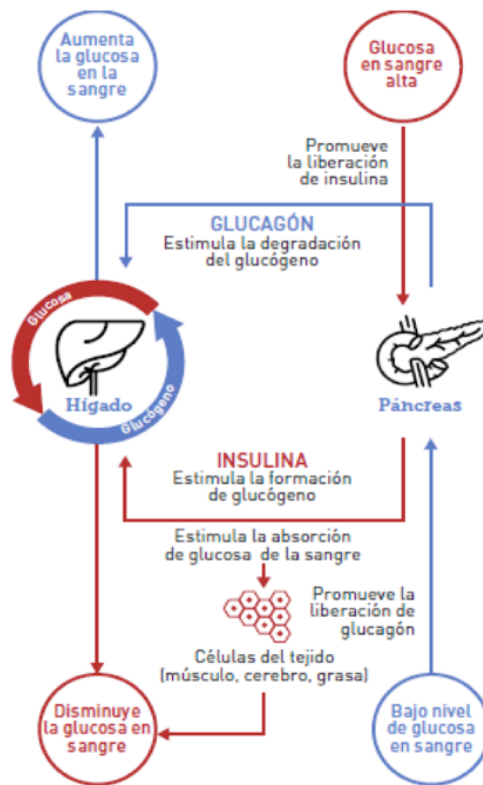 Aumenta
la glucosa
en la
sangre
Glucosa
en sangre
alta
Promueve
la liberación
de insulina
GLUCAGÓN
Estimula la degradación
del glucógeno
Glucosa
Hígado
Glucógeno
Páncreas
INSULINA
Estimula la formación
de glucógeno
Estimula la absorción
de glucosa de la sangre
Promueve la
liberación de
glucagón
Células del tejido
(músculo, cerebro, grasa)
Disminuye
la glucosa en
sangre
Bajo nivel
de glucosa
en sangre